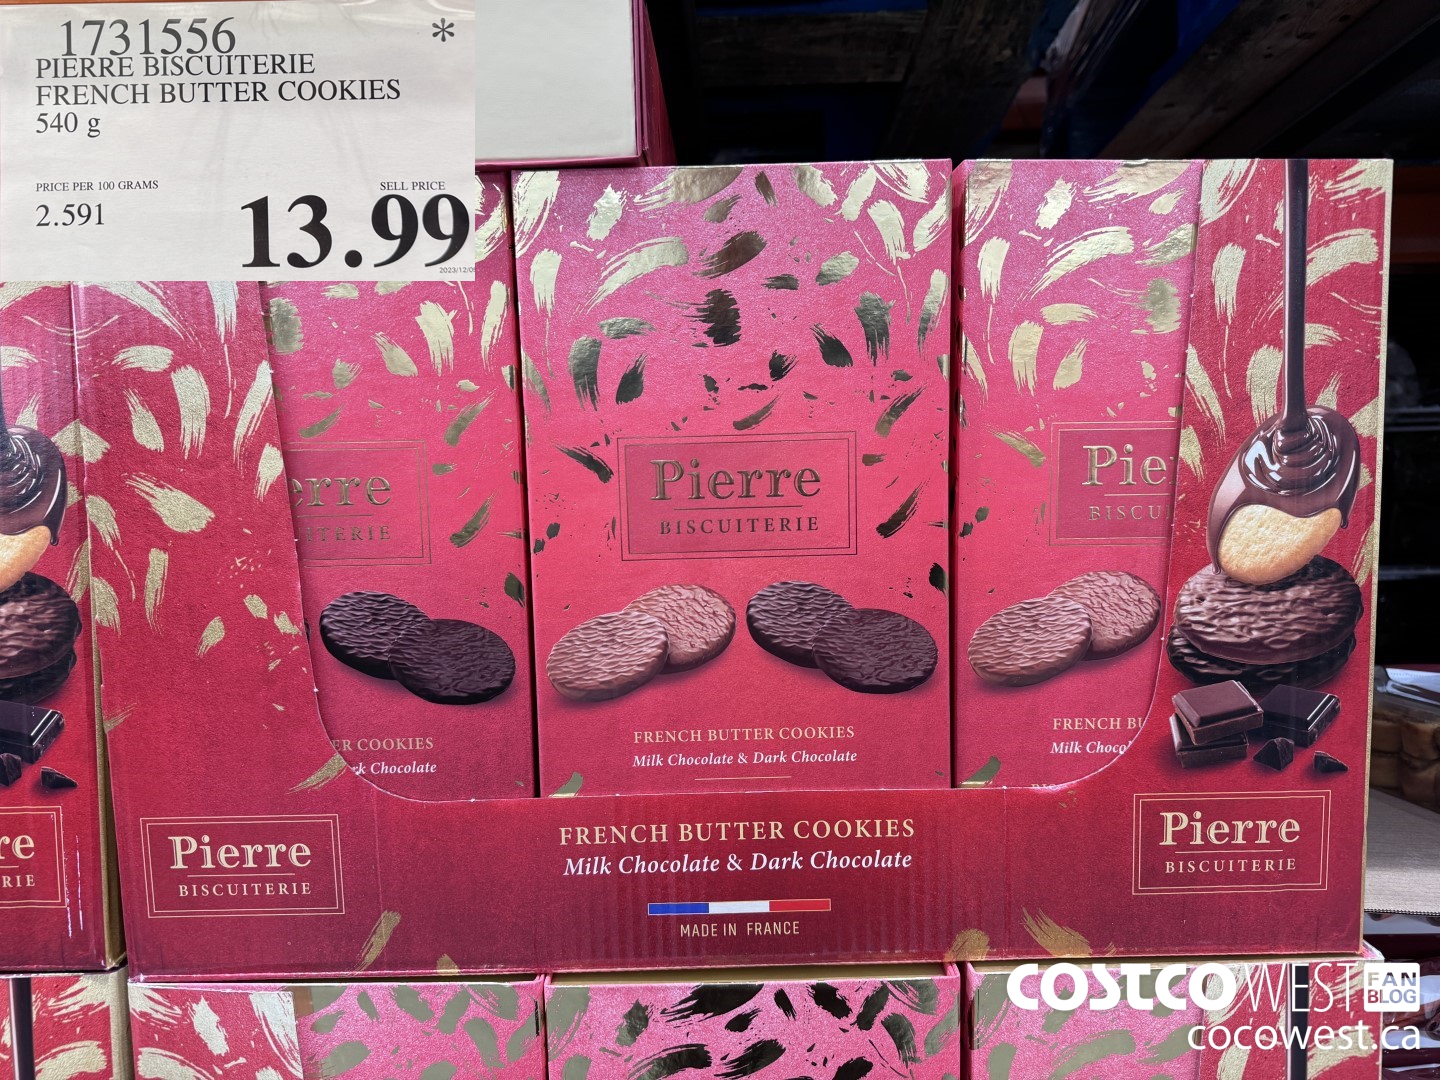 1731556
*
PIERRE BISCUITERIE
FRENCH BUTTER COOKIES
540 g
PRICE PER 100 GRAMS
SELL PRICE
2.591
13.99
Pierre
BISCUITERIE
FRENCH BUTTER COOKIES
Milk Chocolate & Dark Chocolate
COOKIES
Chocolate
Pierre
BISCUITERIE
FRENCH BUTTER COOKIES
Milk Chocolate & Dark Chocolate
MADE IN FRANCE
Pierre
BISCUITERIE
COSTCO WEST FAN BLOG
cocowest.ca